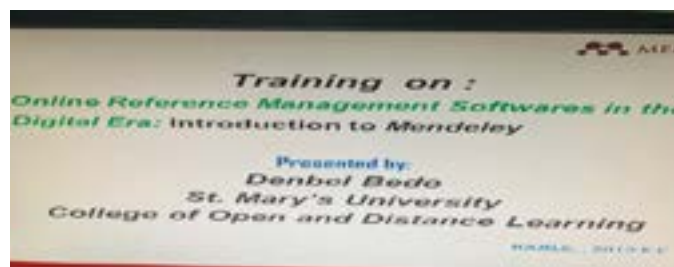 ME
Training on :
Online Reference Management Softwares in the
Digital Era: Introduction to Mendeley
Presented by:
Denbel Bedo
St. Mary's University
College of Open and Distance Learning